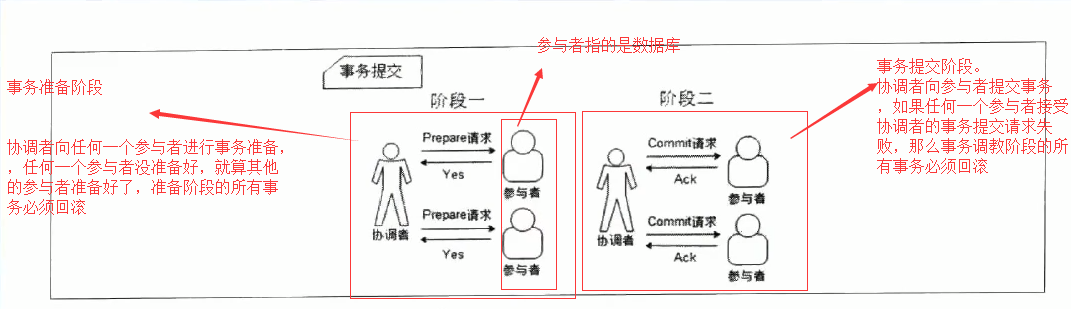 参与者指的是数据库
事务提交
事务准备阶段
协调者向任何一个参与者进行事务准备，
，任何一个参与者没准备好，就算其他
的参与者准备好了，准备阶段的所有事
务必须回滚
阶段一
Prepare请求
Yes
参与者
协调者
Prepare请求
Yes
参与者
阶段二
Commit请求
Ack
参与者
协调者
Commit请求
Ack
参与者
事务提交阶段。
协调者向参与者提交事务
，如果任何一个参与者接受
协调者的事务提交请求失
败，那么事务调教阶段的所
有事务必须回滚